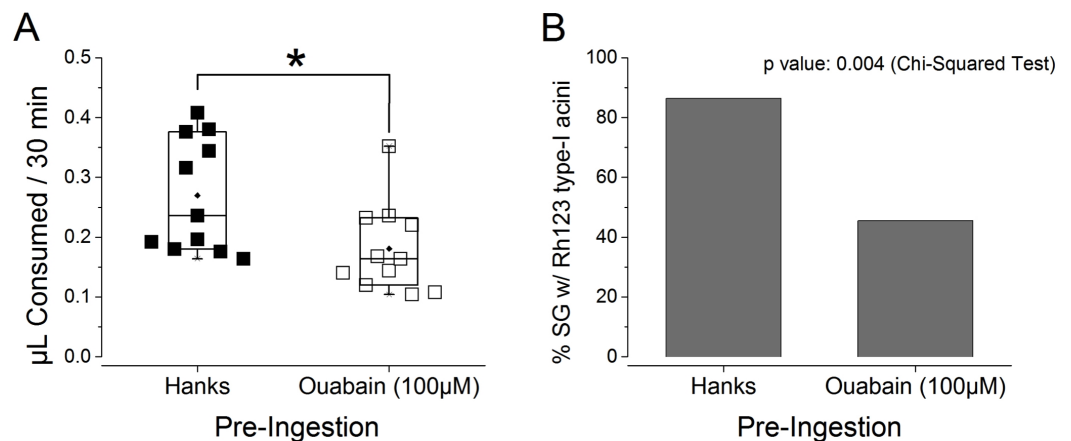 A
µL Consumed / 30 min
0.5
0.4
0.3
0.2
0.1
0.0
*
Hanks
Ouabain (100µM)
Pre-Ingestion
B
% SG w/ Rh123 type-I acini
100
80
60
40
20
0
p value: 0.004 (Chi-Squared Test)
Hanks
Ouabain (100µM)
Pre-Ingestion